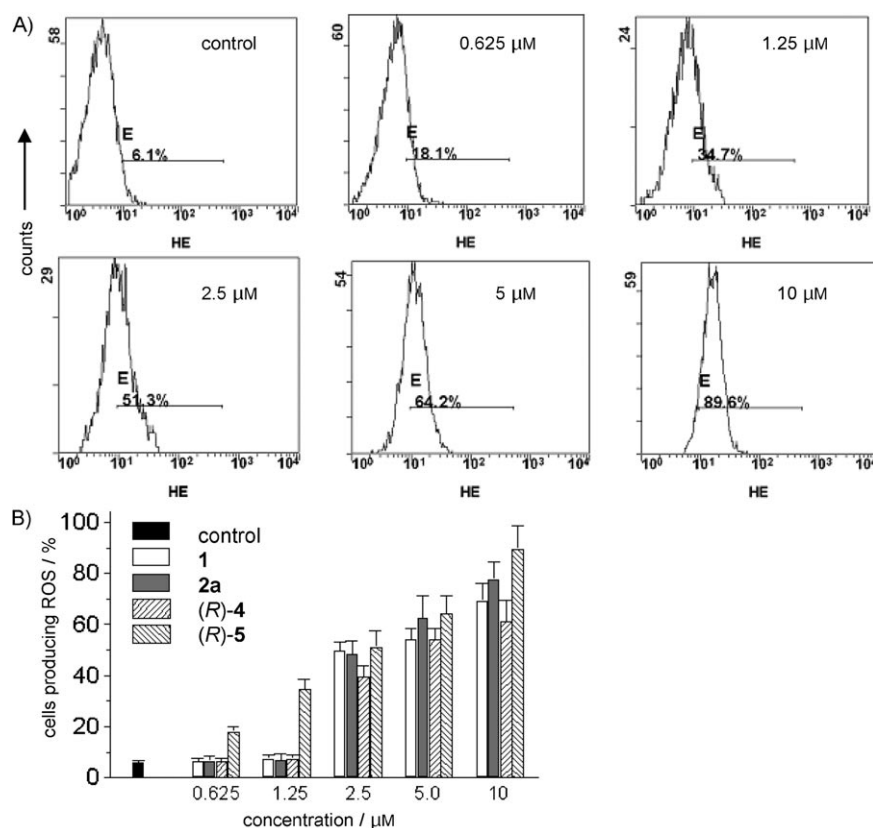 A)
58
control
E
6.1%
10⁰ 10¹ 10² 10³ 10⁴
HE
60
0.625 µM
E
18.1%
10⁰ 10¹ 10² 10³ 10⁴
HE
24
1.25 µM
E
34.7%
10⁰ 10¹ 10² 10³ 10⁴
HE
counts
29
2.5 µM
E
51.3%
10⁰ 10¹ 10² 10³ 10⁴
HE
54
5 µM
E
64.2%
10⁰ 10¹ 10² 10³ 10⁴
HE
59
10 µM
E
89.6%
10⁰ 10¹ 10² 10³ 10⁴
HE
B)
cells producing ROS / %
100
80
60
40
20
0
control
1
2a
(R)-4
(R)-5
0.625 1.25 2.5 5.0 10
concentration / µM